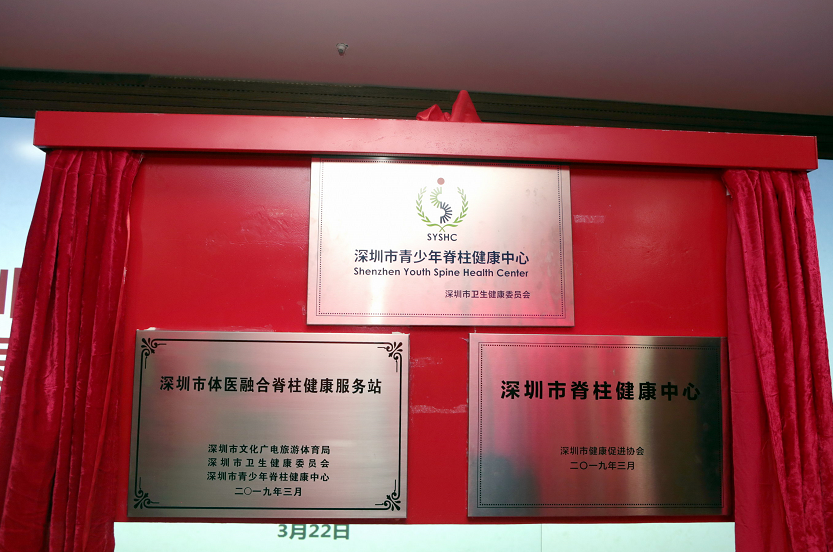 SYSHC
深圳市青少年脊柱健康中心
Shenzhen Youth Spine Health Center
深圳市卫生健康委员会
深圳市体医融合脊柱健康服务站
深圳市文化广电旅游体育局
深圳市卫生健康委员会
深圳市青少年脊柱健康中心
二〇一九年三月
深圳市脊柱健康中心
深圳市健康促进协会
二〇一九年三月
3月22日